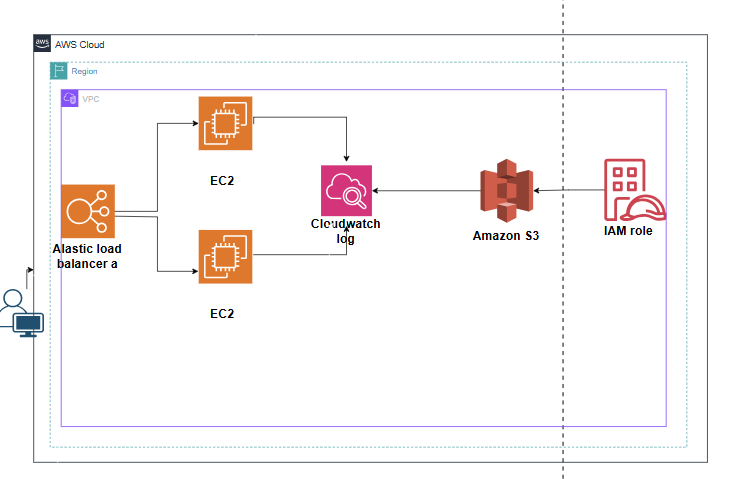 aws
AWS Cloud
Region
VPC
EC2
Alastic load
balancer a
Cloudwatch
log
Amazon S3
IAM role
EC2